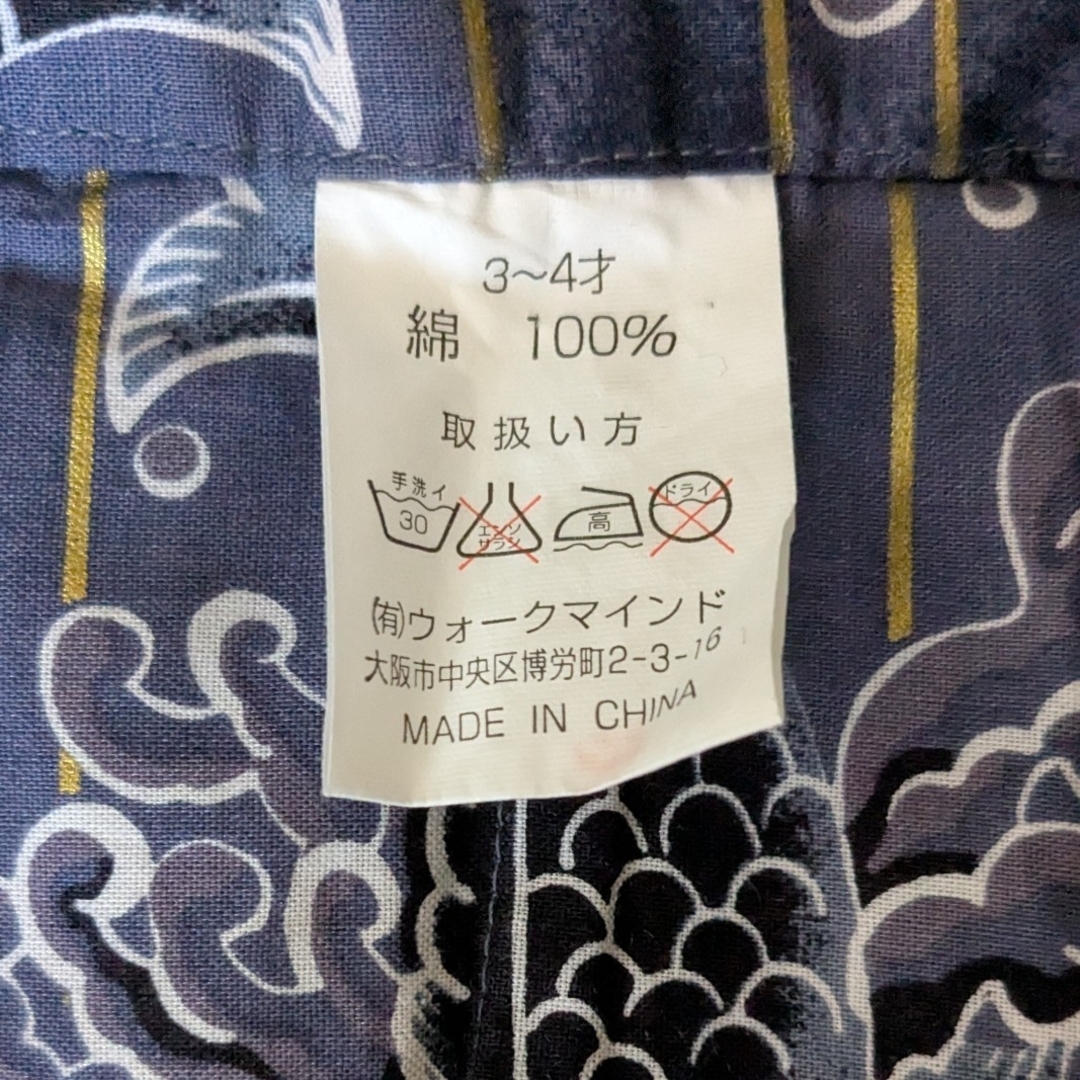 3～4才
綿　100%
取扱い方
手洗イ
30
エンソ
サラシ
高
ドライ
㈲ウォークマインド
大阪市中央区博労町2-3-16
MADE IN CHINA